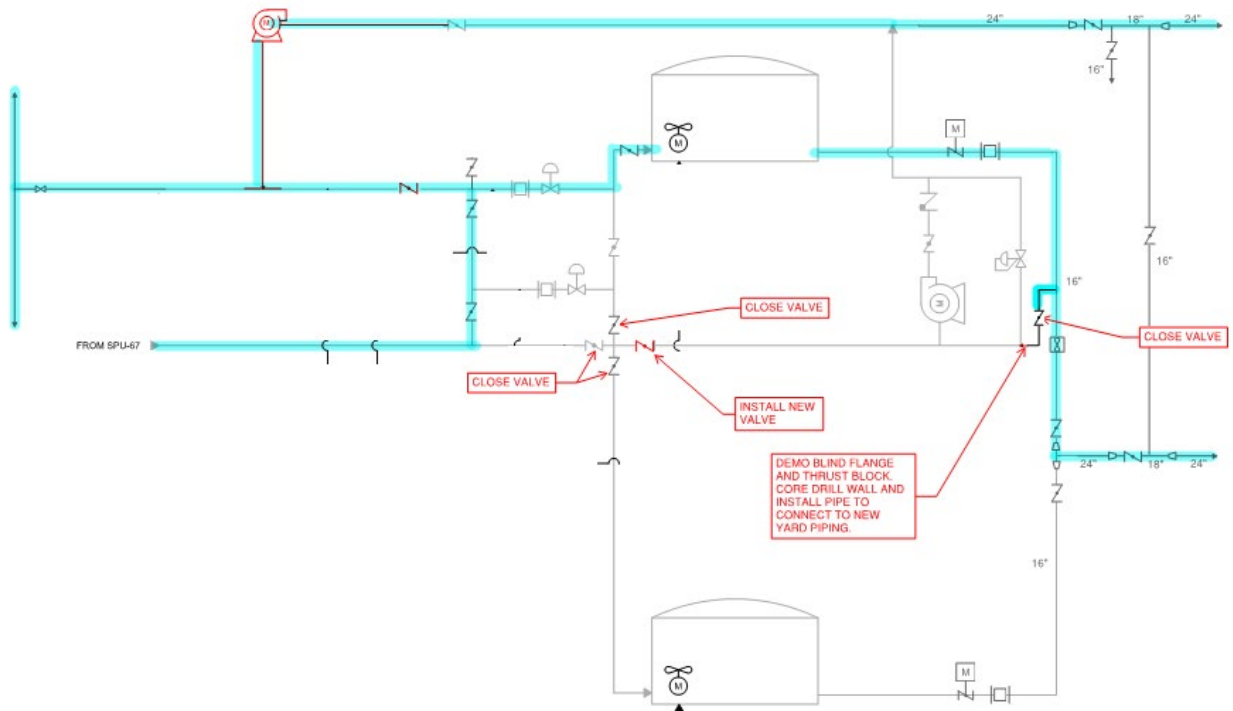 M
24"
18"
24"
16"
M
M
16"
16"
CLOSE VALVE
M
CLOSE VALVE
FROM SPU-67
CLOSE VALVE
INSTALL NEW
VALVE
DEMO BLIND FLANGE
AND THRUST BLOCK.
CORE DRILL WALL AND
INSTALL PIPE TO
CONNECT TO NEW
YARD PIPING.
24"
18"
24"
16"
M
M